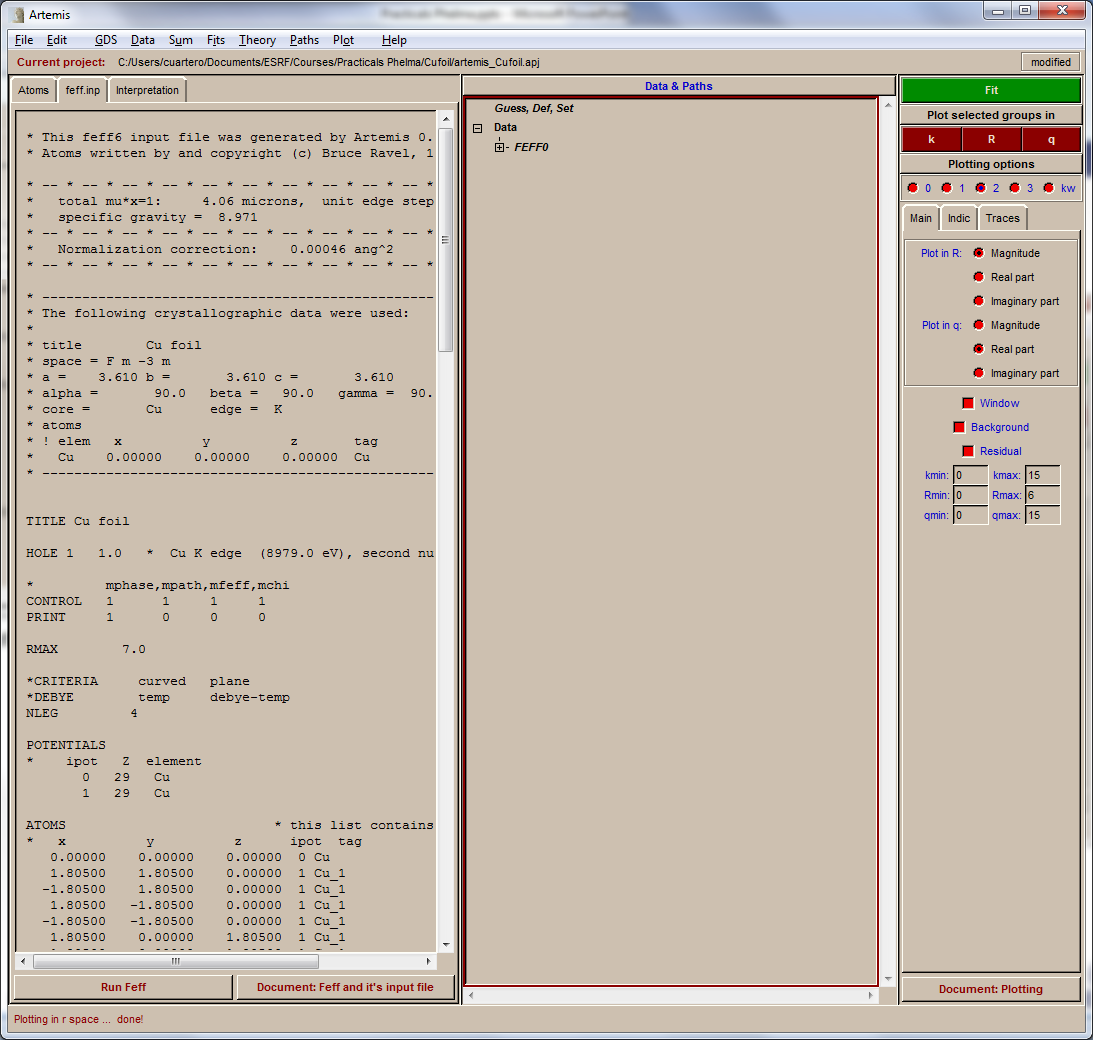 Artemis
File Edit GDS Data Sum Fits Theory Paths Plot Help
Current project: C:/Users/cuartero/Documents/ESRF/Courses/Practicals Phelma/Cufoil/artemis_Cufoil.apj modified
Atoms feff.inp Interpretation
* This feff6 input file was generated by Artemis 0.
* Atoms written by and copyright (c) Bruce Ravel, 1
* -- * -- * -- * -- * -- * -- * -- * -- * -- * -- *
* total mu*x=1: 4.06 microns, unit edge step
* specific gravity = 8.971
* -- * -- * -- * -- * -- * -- * -- * -- * -- * -- *
* Normalization correction: 0.00046 ang^2
* -- * -- * -- * -- * -- * -- * -- * -- * -- * -- *
* --------------------------------------------------
* The following crystallographic data were used:
*
* title Cu foil
* space = F m -3 m
* a = 3.610 b = 3.610 c = 3.610
* alpha = 90.0 beta = 90.0 gamma = 90.
* core = Cu edge = K
* atoms
* ! elem x y z tag
* Cu 0.00000 0.00000 0.00000 Cu
* --------------------------------------------------
TITLE Cu foil
HOLE 1 1.0 * Cu K edge (8979.0 eV), second nu
* mphase,mpath,mfeff,mchi
CONTROL 1 1 1 1
PRINT 1 0 0 0
RMAX 7.0
*CRITERIA curved plane
*DEBYE temp debye-temp
NLEG 4
POTENTIALS
* ipot Z element
0 29 Cu
1 29 Cu
ATOMS * this list contains
* x y z ipot tag
0.00000 0.00000 0.00000 0 Cu
1.80500 1.80500 0.00000 1 Cu_1
-1.80500 1.80500 0.00000 1 Cu_1
1.80500 -1.80500 0.00000 1 Cu_1
-1.80500 -1.80500 0.00000 1 Cu_1
1.80500 0.00000 1.80500 1 Cu_1
Run Feff Document: Feff and it's input file
Data & Paths
Guess, Def, Set
Data
FEFF0
Fit
Plot selected groups in
k R q
Plotting options
0 1 2 3 kw
Main Indic Traces
Plot in R: Magnitude
Real part
Imaginary part
Plot in q: Magnitude
Real part
Imaginary part
Window
Background
Residual
kmin: 0 kmax: 15
Rmin: 0 Rmax: 6
qmin: 0 qmax: 15
Document: Plotting
Plotting in r space ... done!